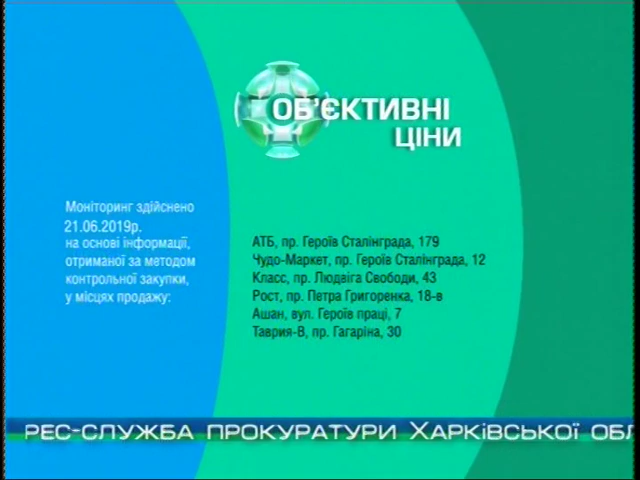 ОБ'ЄКТИВНІ
ЦІНИ
Моніторинг здійснено
21.06.2019р.
на основі інформації,
отриманої за методом
контрольної закупки,
у місцях продажу:
АТБ, пр. Героїв Сталінграда, 179
Чудо-Маркет, пр. Героїв Сталінграда, 12
Класс, пр. Людвіга Свободи, 43
Рост, пр. Петра Григоренка, 18-в
Ашан, вул. Героїв праці, 7
Таврия-В, пр. Гагаріна, 30
РЕС-СЛУЖБА ПРОКУРАТУРИ ХАРКІВСЬКОЇ ОБЛ